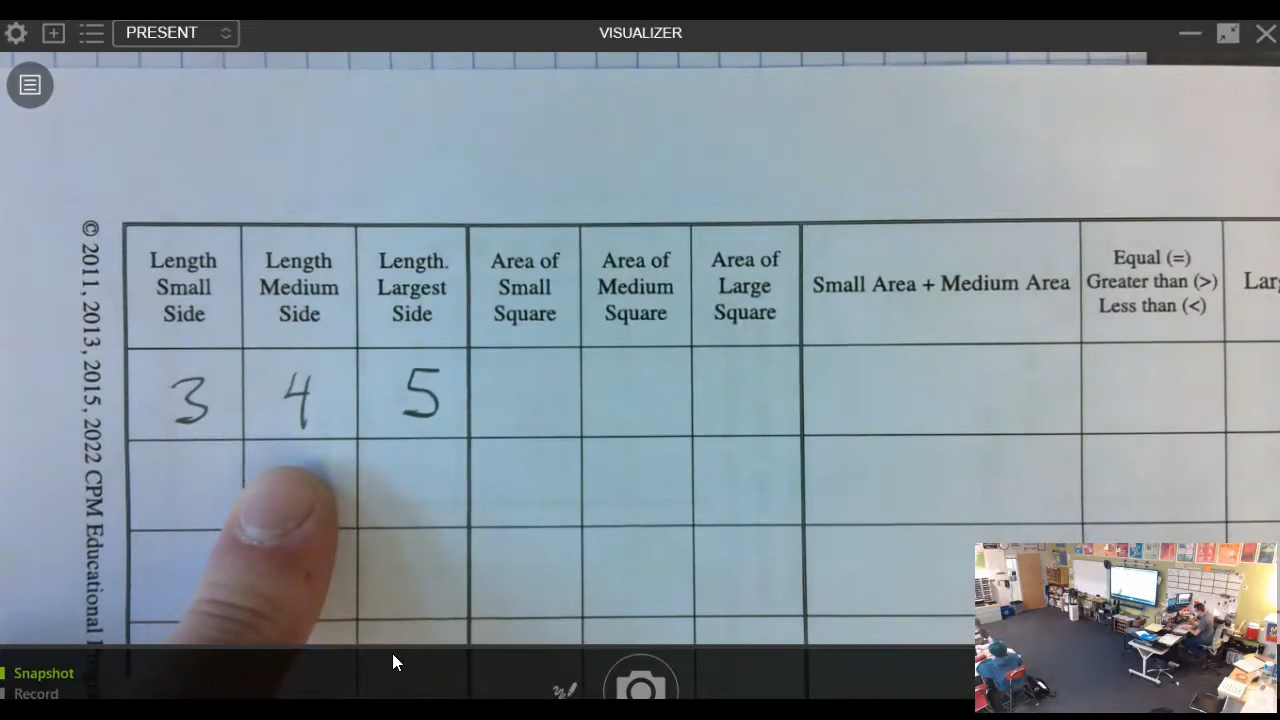 PRESENT
VISUALIZER
© 2011, 2013, 2015, 2022 CPM Educational
Length Small Side
Length Medium Side
Length. Largest Side
Area of Small Square
Area of Medium Square
Area of Large Square
Small Area + Medium Area
Equal (=)
Greater than (>)
Less than (<)
3 4 5
Snapshot
Record